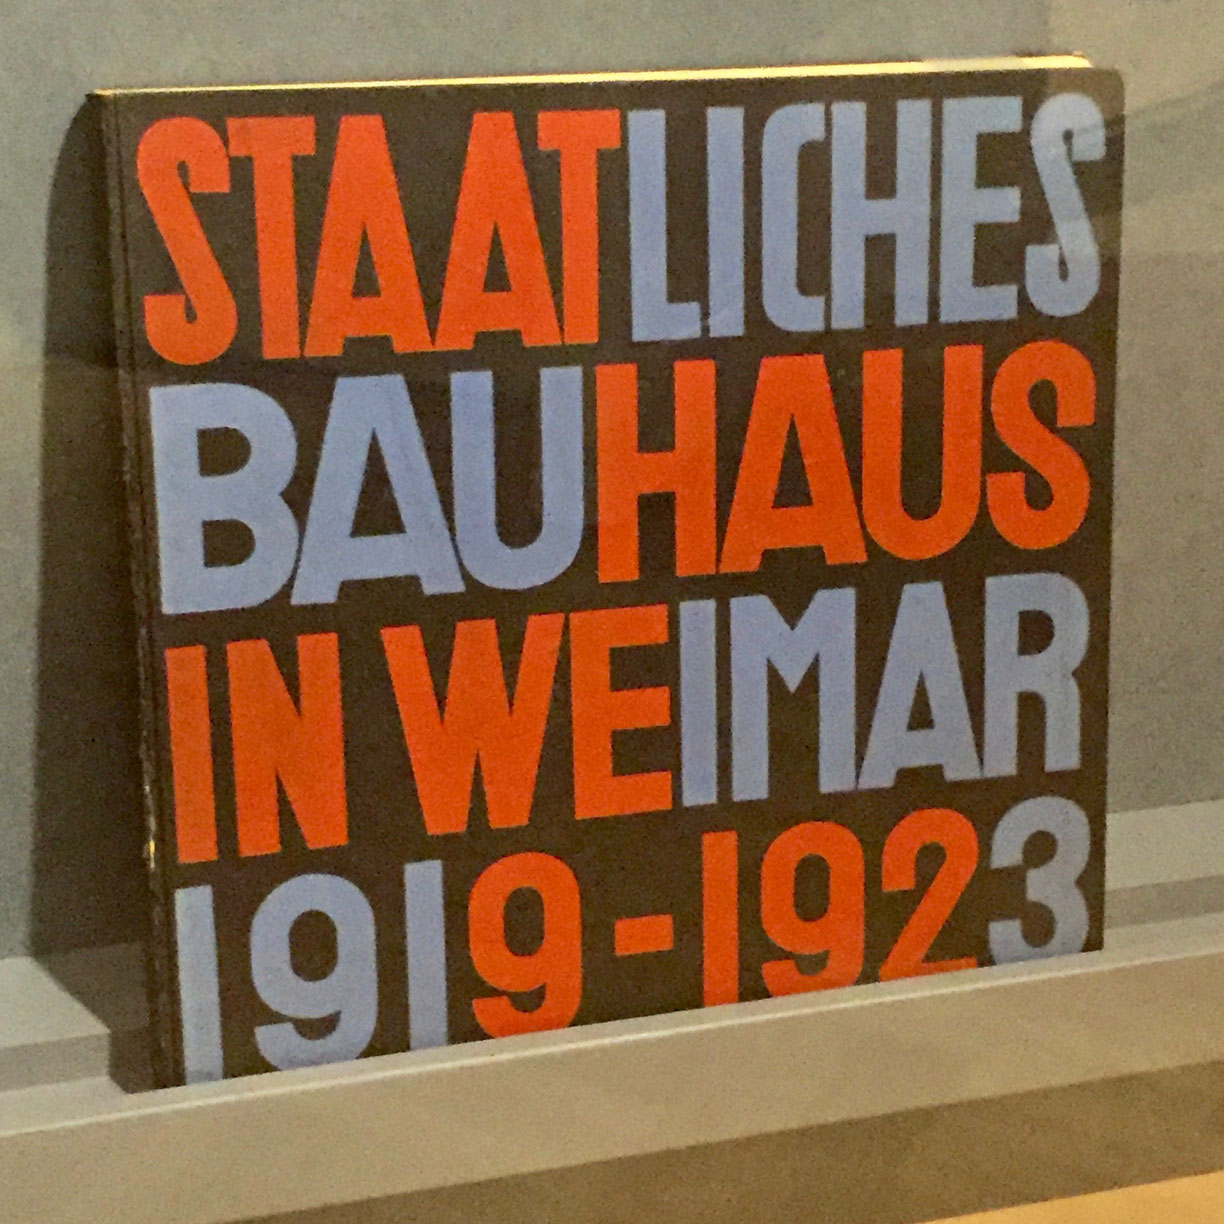 STAATLICHES
BAUHAUS
IN WEIMAR
1919-1923